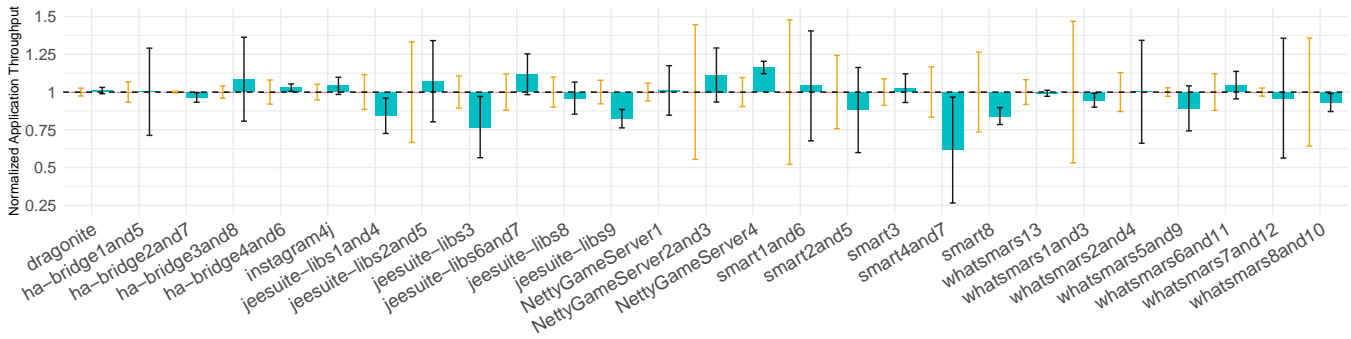 Normalized Application Throughput
1.5
1.25
1
0.75
0.5
0.25
dragonite
ha−bridge1and5
ha−bridge2and7
ha−bridge3and8
ha−bridge4and6
instagram4j
jeesuite−libs1and4
jeesuite−libs2and5
jeesuite−libs3
jeesuite−libs6and7
jeesuite−libs8
jeesuite−libs9
NettyGameServer1
NettyGameServer2and3
NettyGameServer4
smart1and6
smart2and5
smart3
smart4and7
smart8
whatsmars13
whatsmars1and3
whatsmars2and4
whatsmars5and9
whatsmars6and11
whatsmars7and12
whatsmars8and10